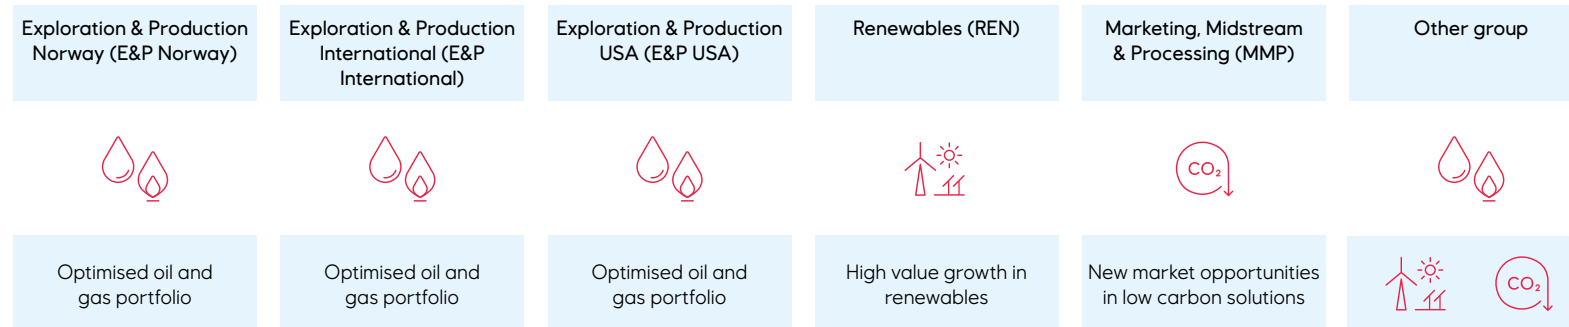 Exploration & Production
Norway (E&P Norway)
Exploration & Production
International (E&P
International)
Exploration & Production
USA (E&P USA)
Renewables (REN)
Marketing, Midstream
& Processing (MMP)
Other group
CO₂
Optimised oil and
gas portfolio
Optimised oil and
gas portfolio
Optimised oil and
gas portfolio
High value growth in
renewables
New market opportunities
in low carbon solutions
CO₂